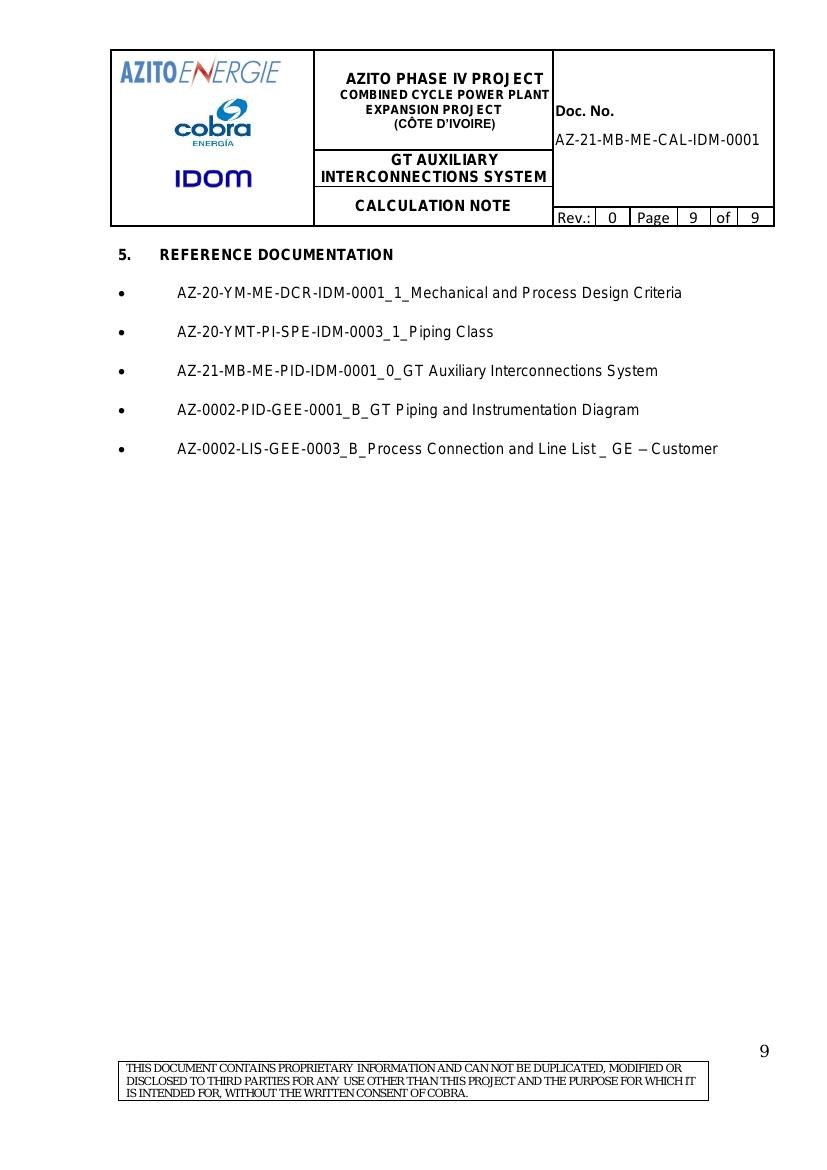 AZITO ENERGIE
cobra
ENERGÍA
IDOM
AZITO PHASE IV PROJECT
COMBINED CYCLE POWER PLANT
EXPANSION PROJECT
(CÔTE D'IVOIRE)
GT AUXILIARY
INTERCONNECTIONS SYSTEM
CALCULATION NOTE
Doc. No.
AZ-21-MB-ME-CAL-IDM-0001
Rev.: 0 Page 9 of 9
5. REFERENCE DOCUMENTATION
• AZ-20-YM-ME-DCR-IDM-0001_1_Mechanical and Process Design Criteria
• AZ-20-YMT-PI-SPE-IDM-0003_1_Piping Class
• AZ-21-MB-ME-PID-IDM-0001_0_GT Auxiliary Interconnections System
• AZ-0002-PID-GEE-0001_B_GT Piping and Instrumentation Diagram
• AZ-0002-LIS-GEE-0003_B_Process Connection and Line List _ GE – Customer
9
THIS DOCUMENT CONTAINS PROPRIETARY INFORMATION AND CAN NOT BE DUPLICATED, MODIFIED OR
DISCLOSED TO THIRD PARTIES FOR ANY USE OTHER THAN THIS PROJECT AND THE PURPOSE FOR WHICH IT
IS INTENDED FOR, WITHOUT THE WRITTEN CONSENT OF COBRA.